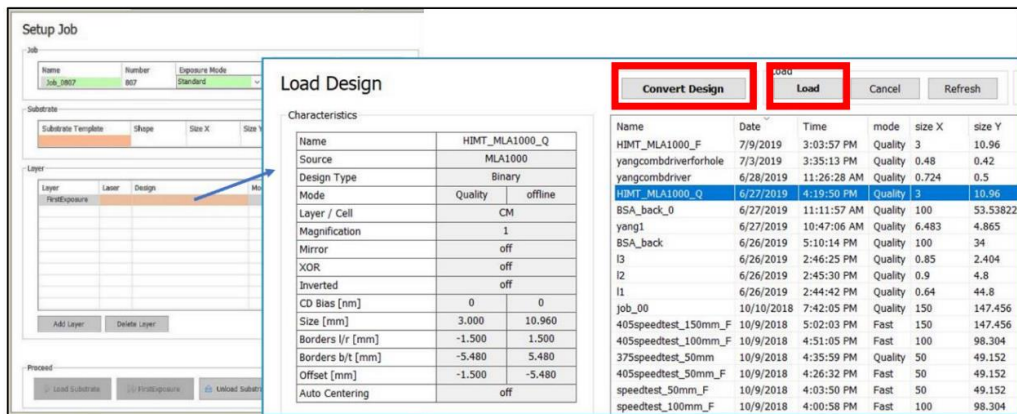 Setup Job
Job
Name Number Exposure Mode
Job_0807 807 Standard
Substrate
Substrate Template Shape Size X Size Y
Layer
Layer Laser Design
FirstExposure
Add Layer Delete Layer
Proceed
Load Substrate FirstExposure Unload Substr
Load Design
Convert Design Load Load Cancel Refresh
Characteristics
Name HIMT_MLA1000_Q
Source MLA1000
Design Type Binary
Mode Quality offline
Layer / Cell CM
Magnification 1
Mirror off
XOR off
Inverted off
CD Bias [nm] 0 0
Size [mm] 3.000 10.960
Borders l/r [mm] -1.500 1.500
Borders b/t [mm] -5.480 5.480
Offset [mm] -1.500 -5.480
Auto Centering off
Name Date Time mode size X size Y
HIMT_MLA1000_F 7/9/2019 3:03:57 PM Quality 3 10.96
yangcombdriverforhole 7/3/2019 3:35:13 PM Quality 0.48 0.42
yangcombdriver 6/28/2019 11:26:28 AM Quality 0.724 0.5
HIMT_MLA1000_Q 6/27/2019 4:19:50 PM Quality 3 10.96
BSA_back_0 6/27/2019 11:11:57 AM Quality 100 53.53822
yang1 6/27/2019 10:47:06 AM Quality 6.483 4.865
BSA_back 6/26/2019 5:10:14 PM Quality 100 34
l3 6/26/2019 2:46:25 PM Quality 0.85 2.404
l2 6/26/2019 2:45:30 PM Quality 0.9 4.8
l1 6/26/2019 2:44:42 PM Quality 0.64 44.8
job_00 10/10/2018 7:42:05 PM Quality 150 147.456
405speedtest_150mm_F 10/9/2018 5:02:03 PM Fast 150 147.456
405speedtest_100mm_F 10/9/2018 4:51:05 PM Fast 100 98.304
375speedtest_50mm 10/9/2018 4:35:59 PM Quality 50 49.152
405speedtest_50mm_F 10/9/2018 4:26:32 PM Fast 50 49.152
speedtest_50mm_F 10/9/2018 4:03:50 PM Fast 50 49.152
speedtest_100mm_F 10/9/2018 4:00:58 PM Fast 100 98.304